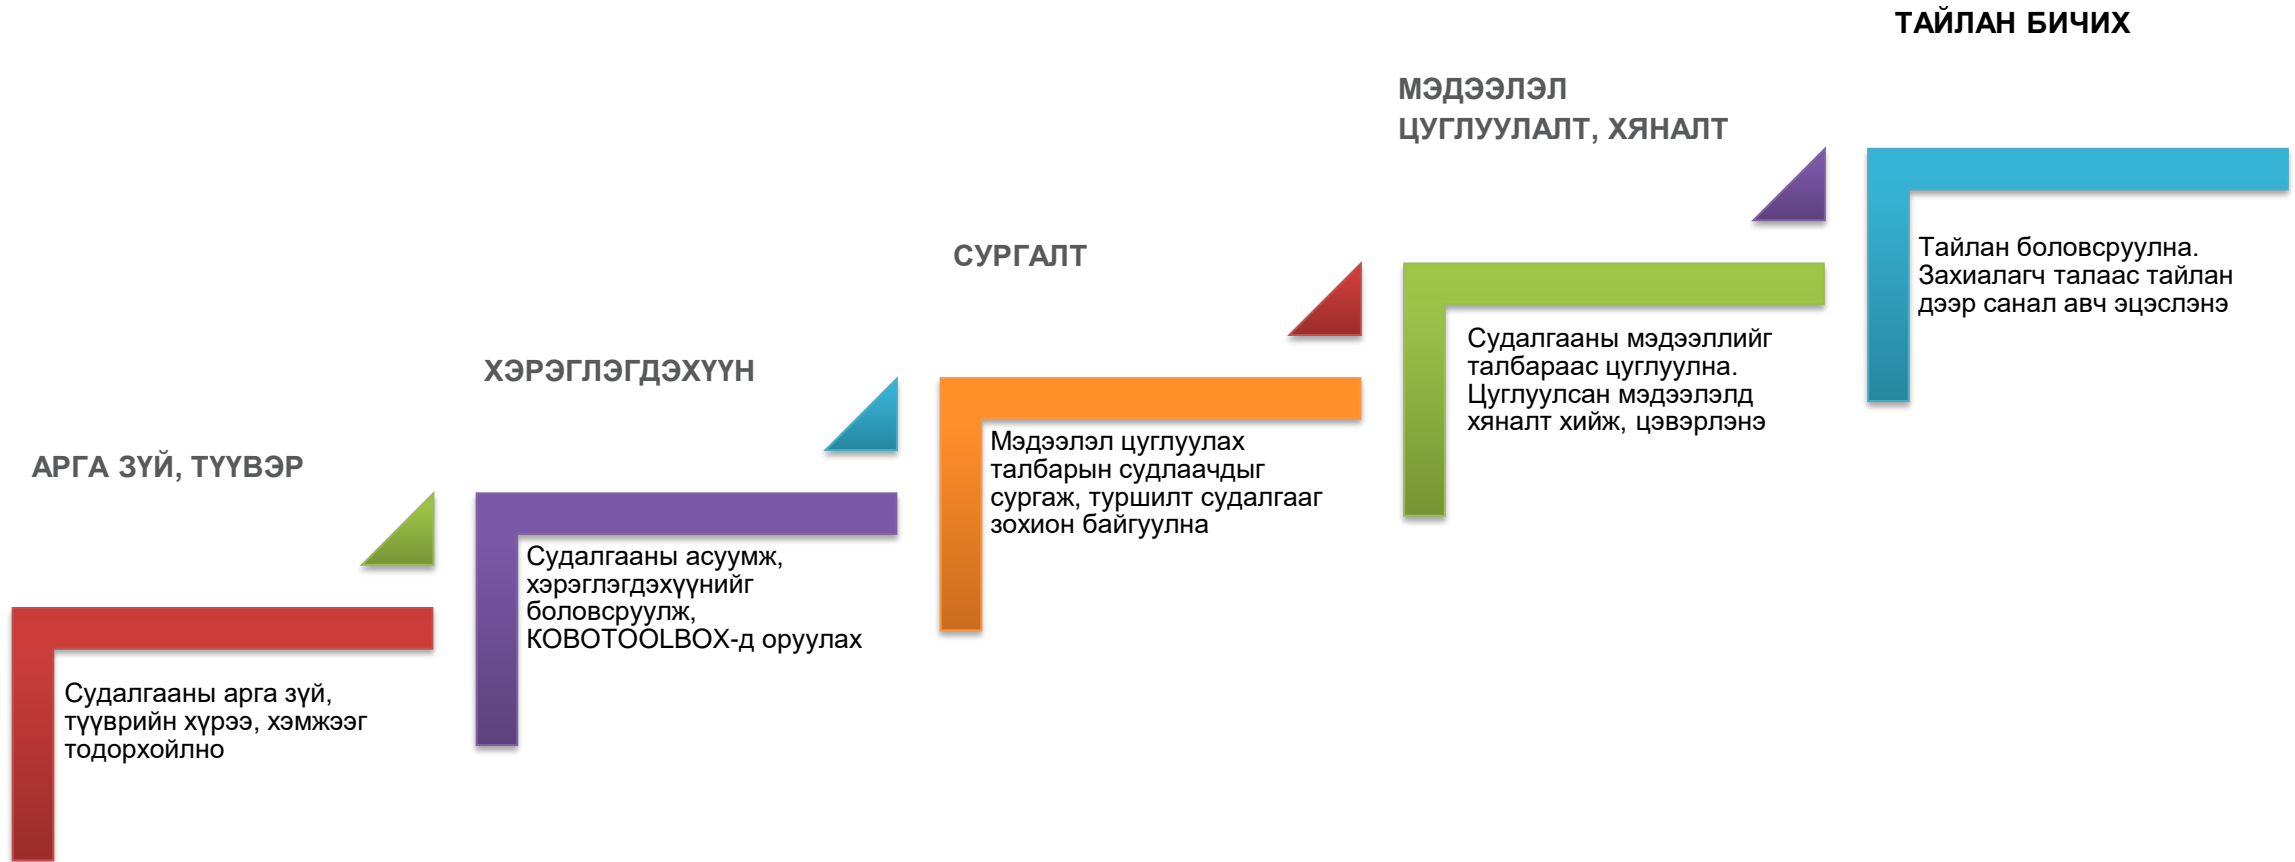 АРГА ЗҮЙ, ТҮҮВЭР
Судалгааны арга зүй,
түүврийн хүрээ, хэмжээг
тодорхойлно
ХЭРЭГЛЭГДЭХҮҮН
Судалгааны асуумж,
хэрэглэгдэхүүнийг
боловсруулж,
KOBOTOOLBOX-д оруулах
СУРГАЛТ
Мэдээлэл цуглуулах
талбарын судлаачдыг
сургаж, туршилт судалгааг
зохион байгуулна
МЭДЭЭЛЭЛ
ЦУГЛУУЛАЛТ, ХЯНАЛТ
Судалгааны мэдээллийг
талбараас цуглуулна.
Цуглуулсан мэдээлэлд
хяналт хийж, цэвэрлэнэ
ТАЙЛАН БИЧИХ
Тайлан боловсруулна.
Захиалагч талаас тайлан
дээр санал авч эцэслэнэ